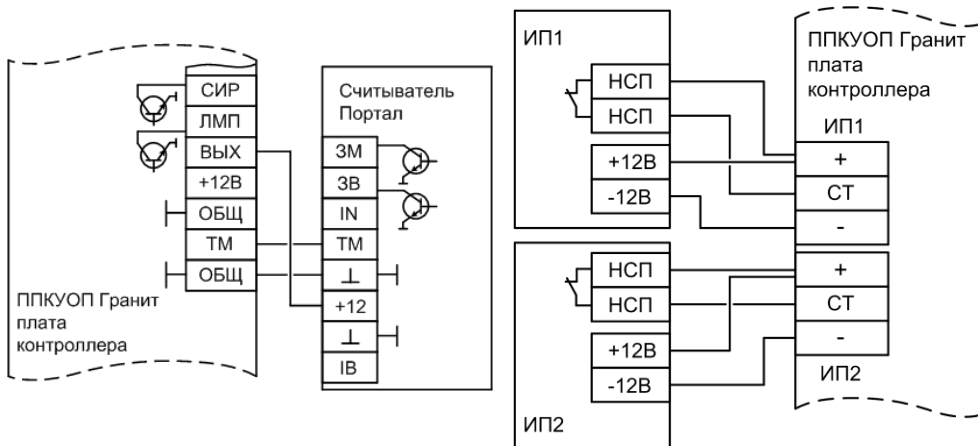 СИР
ЛМП
ВЫХ
+12В
ОБЩ
ТМ
ОБЩ
ППКУОП Гранит
плата
контроллера
Считыватель
Портал
ЗМ
ЗВ
IN
ТМ
⊥
+12
⊥
IB
ИП1
НСП
НСП
+12В
-12В
ИП2
НСП
НСП
+12В
-12В
ППКУОП Гранит
плата
контроллера
ИП1
+
СТ
-
+
СТ
-
ИП2